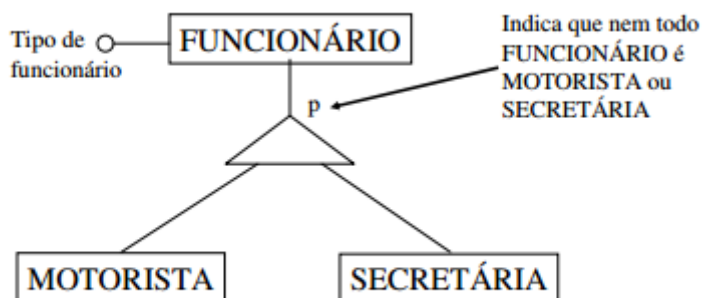 Tipo de
funcionário
FUNCIONÁRIO
Indica que nem todo
FUNCIONÁRIO é
MOTORISTA ou
SECRETÁRIA
p
MOTORISTA
SECRETÁRIA